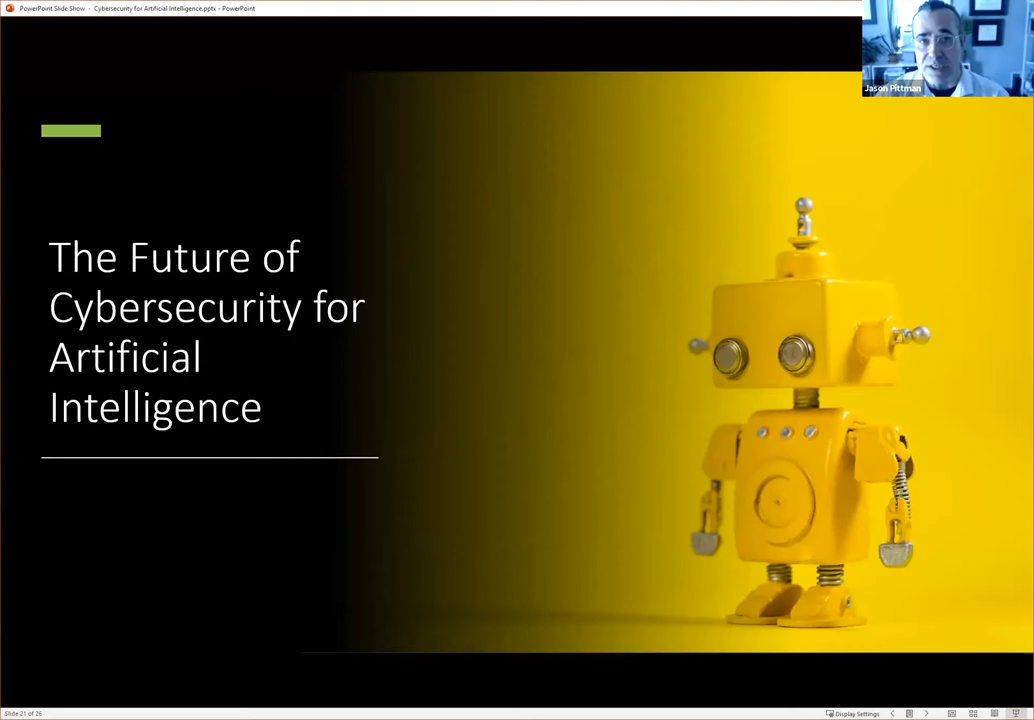 PowerPoint Slide Show - Cybersecurity for Artificial Intelligence.pptx - PowerPoint
Jason Pittman
The Future of
Cybersecurity for
Artificial
Intelligence
Slide 21 of 26
Display Settings